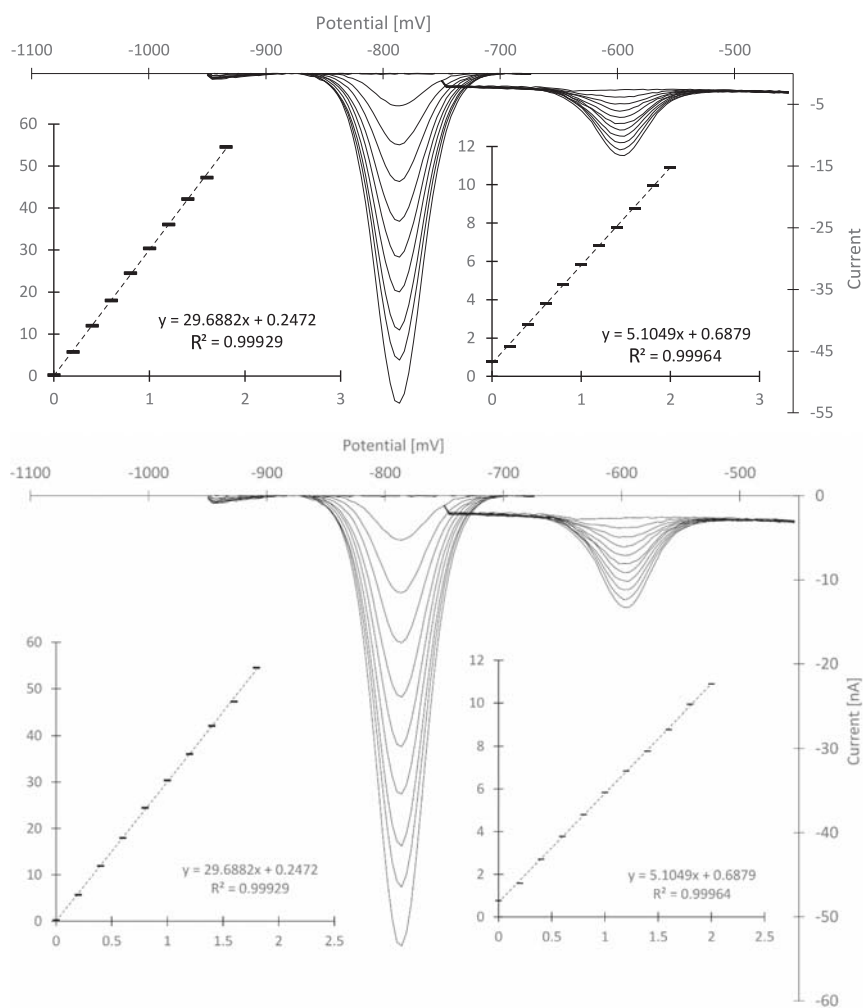 Potential [mV]
-1100 -1000 -900 -800 -700 -600 -500
-5
-15
-25
-35
-45
-55
Current
60
50
40
30
20
10
0
0 1 2 3
y = 29.6882x + 0.2472
R² = 0.99929
12
10
8
6
4
2
0
0 1 2 3
y = 5.1049x + 0.6879
R² = 0.99964
Potential [mV]
-1100 -1000 -900 -800 -700 -600 -500
0
-10
-20
-30
-40
-50
-60
Current [nA]
60
50
40
30
20
10
0
0 0.5 1 1.5 2 2.5
y = 29.6882x + 0.2472
R² = 0.99929
12
10
8
6
4
2
0
0 0.5 1 1.5 2 2.5
y = 5.1049x + 0.6879
R² = 0.99964